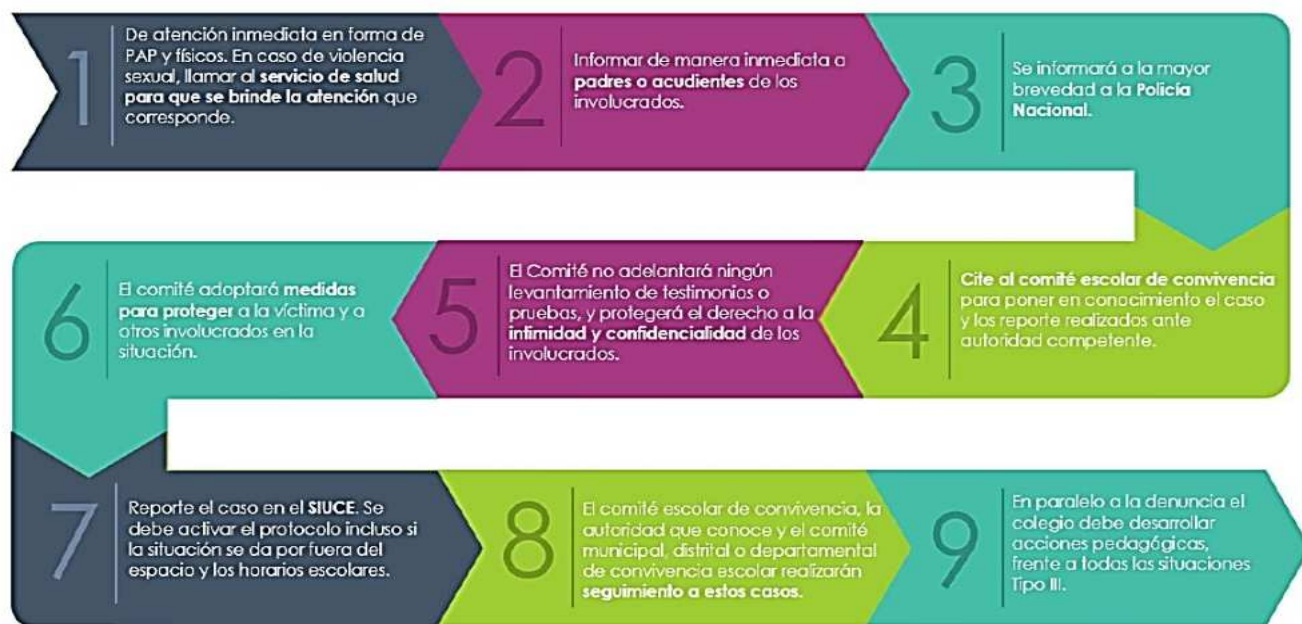 1
De atención inmediata en forma de
PAP y físicos. En caso de violencia
sexual, llamar al servicio de salud
para que se brinde la atención que
corresponde.
2
Informar de manera inmediata a
padres o acudientes de los
involucrados.
3
Se informará a la mayor
brevedad a la Policía
Nacional.
4
Cite al comité escolar de convivencia
para poner en conocimiento el caso
y los reporte realizados ante
autoridad competente.
5
El Comité no adelantará ningún
levantamiento de testimonios o
pruebas, y protegerá el derecho a la
intimidad y confidencialidad de los
involucrados.
6
El comité adoptará medidas
para proteger a la víctima y a
otros involucrados en la
situación.
7
Reporte el caso en el SIUCE. Se
debe activar el protocolo incluso si
la situación se da por fuera del
espacio y los horarios escolares.
8
El comité escolar de convivencia, la
autoridad que conoce y el comité
municipal, distrital o departamental
de convivencia escolar realizarán
seguimiento a estos casos.
9
En paralelo a la denuncia el
colegio debe desarrollar
acciones pedagógicas,
frente a todas las situaciones
Tipo III.